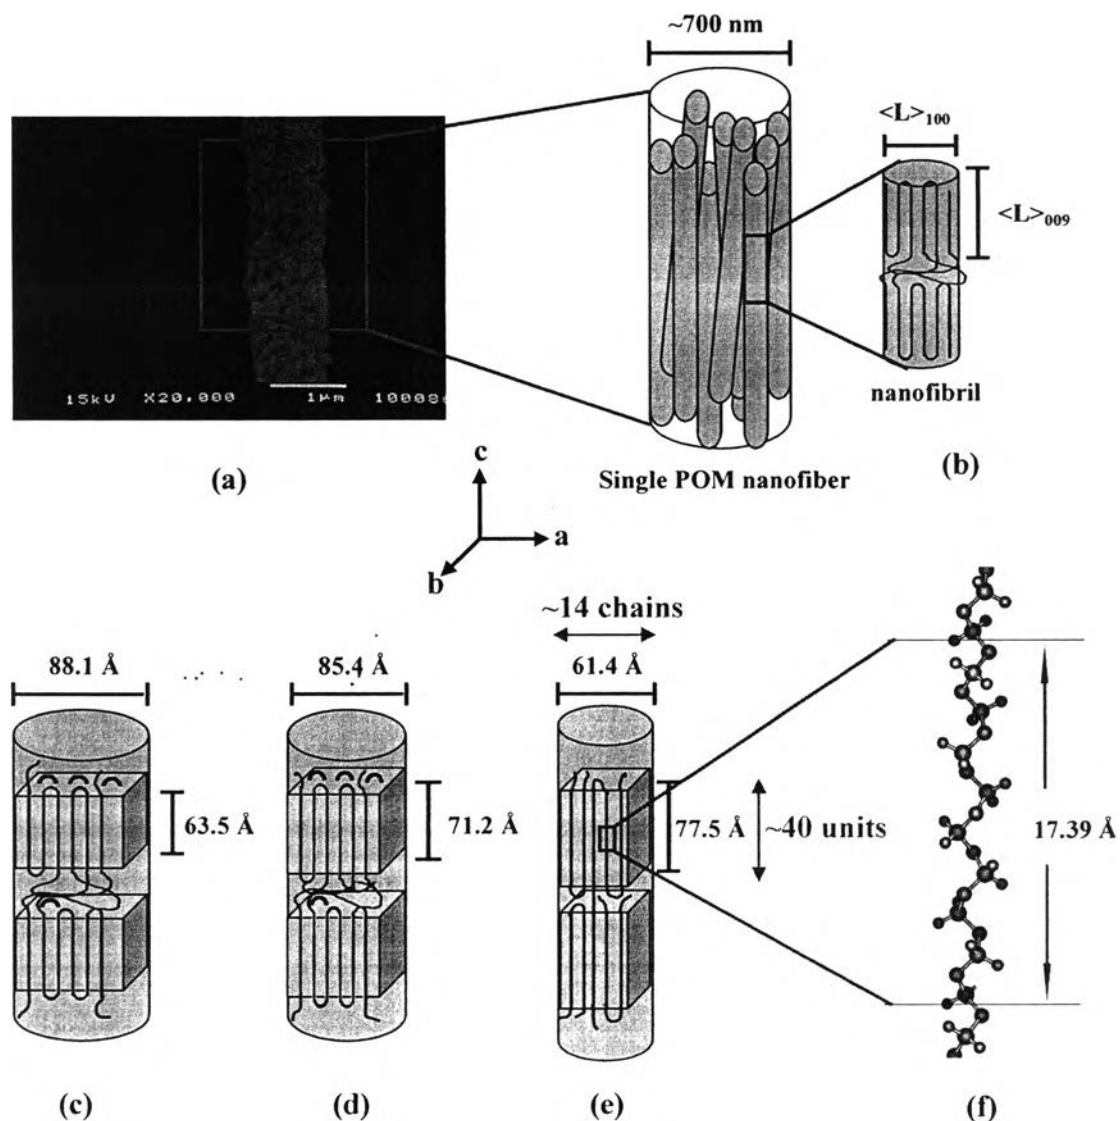 ~700 nm
<L>₁₀₀
<L>₀₀₉
15kV X20,000 1µm 10008
nanofibril
(a)
Single POM nanofiber
(b)
c
a
b
~14 chains
88.1 Å
85.4 Å
61.4 Å
63.5 Å
71.2 Å
77.5 Å
~40 units
17.39 Å
(c)
(d)
(e)
(f)